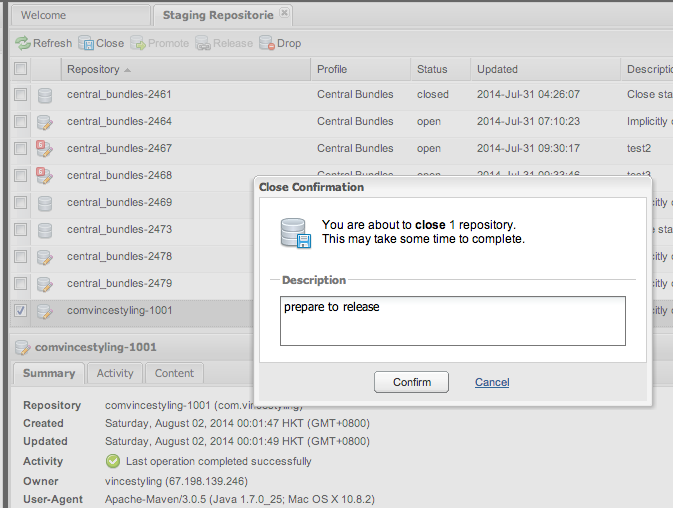 Welcome
Staging Repositorie
Refresh Close Promote Release Drop
Repository Profile Status Updated
central_bundles-2461 Central Bundles closed 2014-Jul-31 04:26:07 Close sta
central_bundles-2464 Central Bundles open 2014-Jul-31 07:10:23 Implicitly
central_bundles-2467 Central Bundles open 2014-Jul-31 09:30:17 test2
central_bundles-2468 Central Bundles open 2014-Jul-31 09:33:46 test3
central_bundles-2469
central_bundles-2473
central_bundles-2478
central_bundles-2479
comvincestyling-1001
Close Confirmation
You are about to close 1 repository.
This may take some time to complete.
Description
prepare to release
Confirm Cancel
comvincestyling-1001
Summary Activity Content
Repository comvincestyling-1001 (com.vincestyling)
Created Saturday, August 02, 2014 00:01:47 HKT (GMT+0800)
Updated Saturday, August 02, 2014 00:01:49 HKT (GMT+0800)
Activity Last operation completed successfully
Owner vincestyling (67.198.139.246)
User-Agent Apache-Maven/3.0.5 (Java 1.7.0_25; Mac OS X 10.8.2)